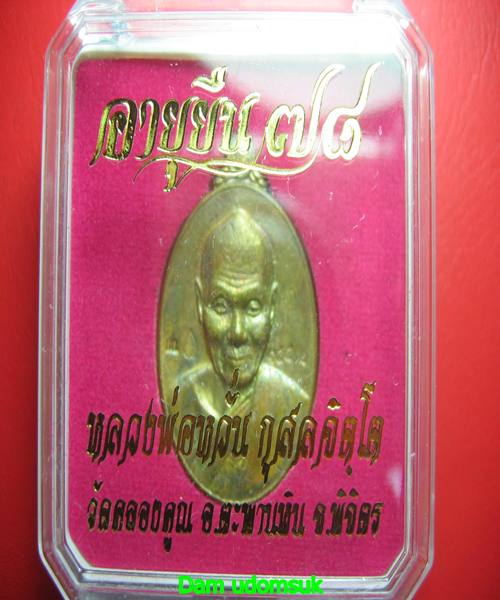 อายุยืน ๗๘
หลวงพ่อหวั่น กุสลจิตโต
วัดคลองคูณ อ.ตะพานหิน จ.พิจิตร
Dam udomsuk